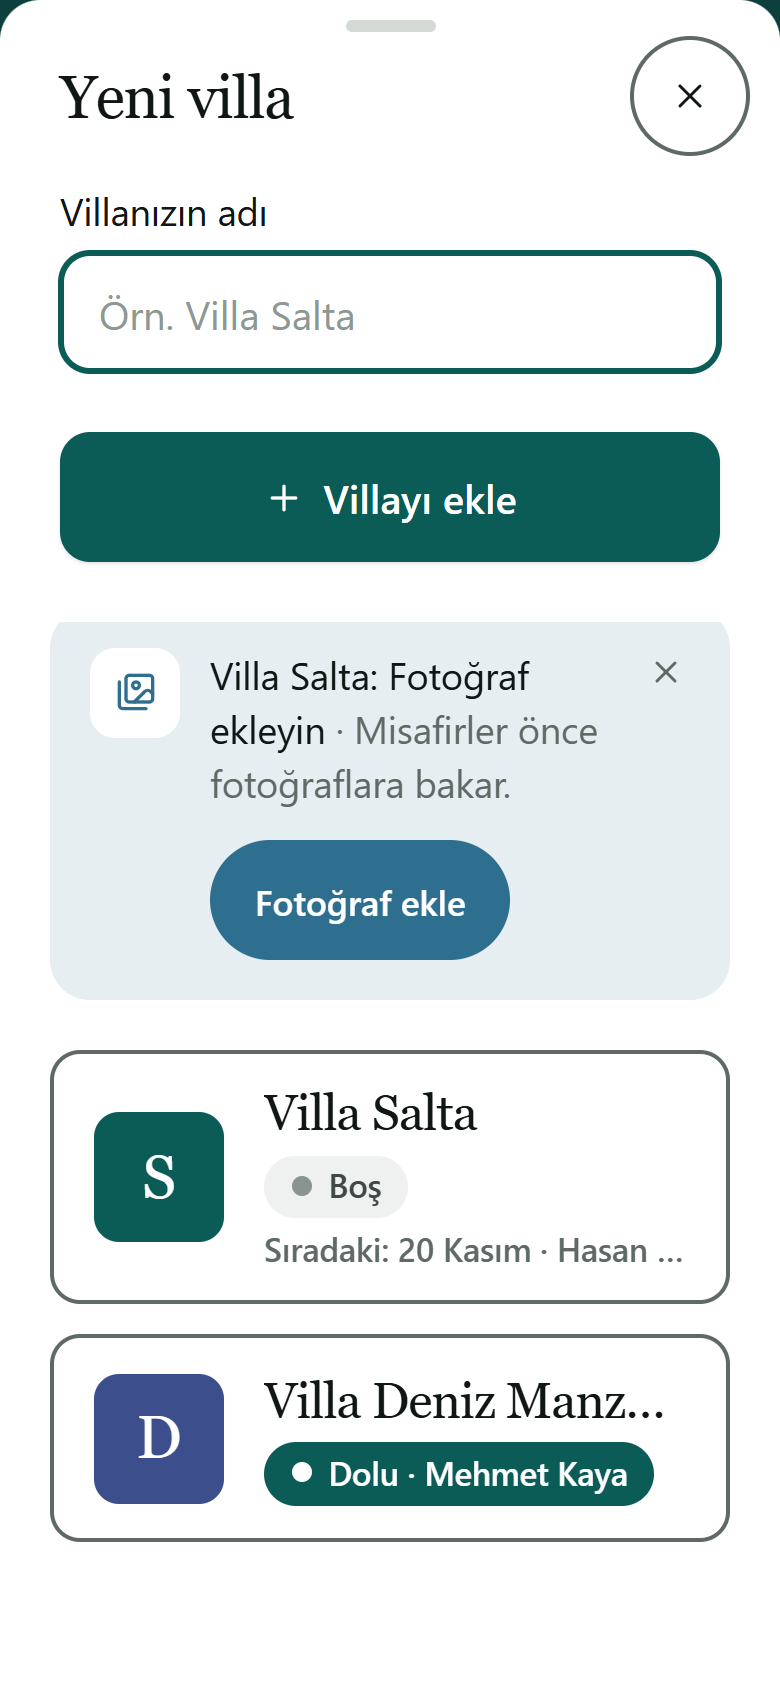 Yeni villa
Villanızın adı
Örn. Villa Salta
Villayı ekle
Villa Salta: Fotoğraf
ekleyin · Misafirler önce
fotoğraflara bakar.
Fotoğraf ekle
S
Villa Salta
Boş
Sıradaki: 20 Kasım · Hasan ...
D
Villa Deniz Manz...
Dolu · Mehmet Kaya